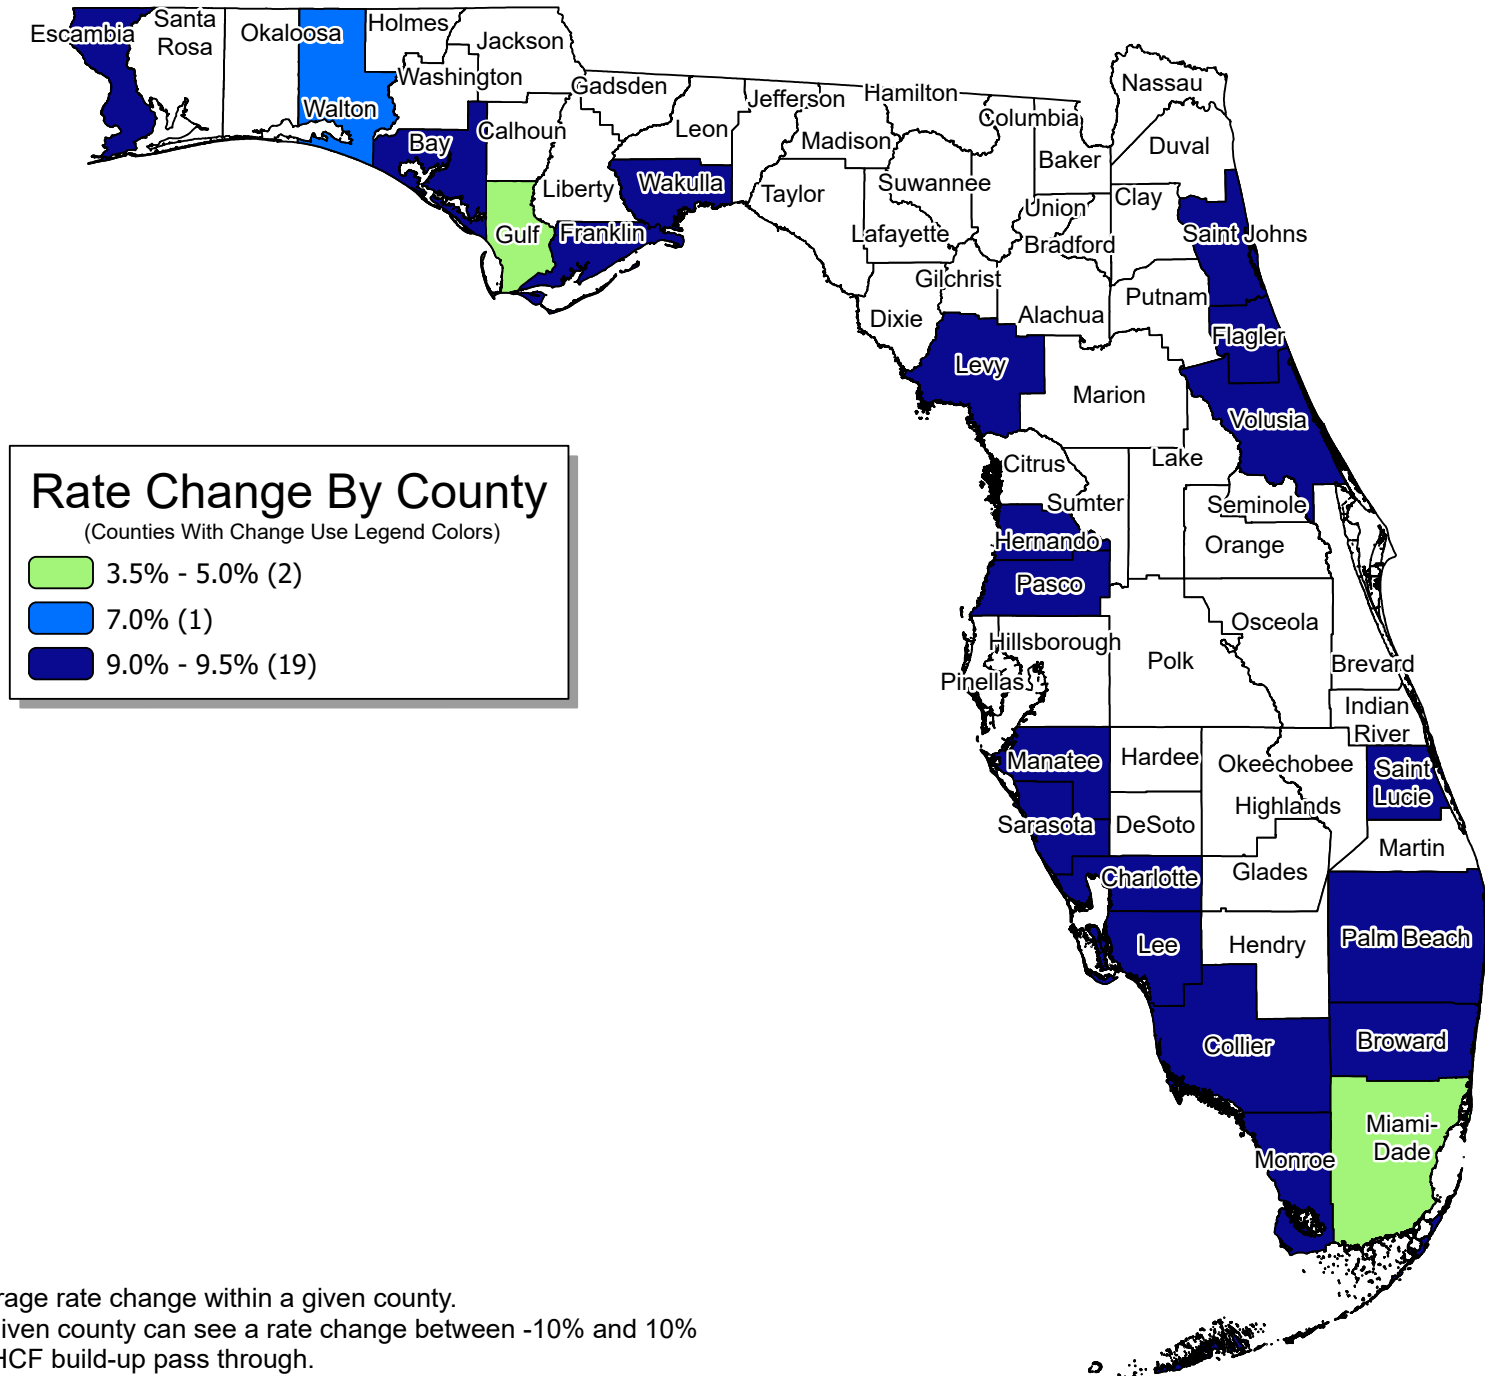 Escambia
Santa
Rosa
Okaloosa
Walton
Holmes
Jackson
Washington
Bay
Calhoun
Gulf
Gadsden
Liberty
Franklin
Leon
Wakulla
Jefferson
Madison
Taylor
Hamilton
Suwannee
Lafayette
Columbia
Baker
Nassau
Duval
Union
Clay
Bradford
Saint Johns
Gilchrist
Dixie
Alachua
Putnam
Flagler
Levy
Marion
Volusia
Citrus
Lake
Sumter
Seminole
Hernando
Orange
Pasco
Osceola
Hillsborough
Polk
Pinellas
Brevard
Indian
River
Manatee
Hardee
Okeechobee
Saint
Lucie
Highlands
Sarasota
DeSoto
Martin
Charlotte
Glades
Lee
Hendry
Palm Beach
Collier
Broward
Miami-
Dade
Monroe
Rate Change By County
(Counties With Change Use Legend Colors)
3.5% - 5.0% (2)
7.0% (1)
9.0% - 9.5% (19)
rage rate change within a given county.
iven county can see a rate change between -10% and 10%
HCF build-up pass through.